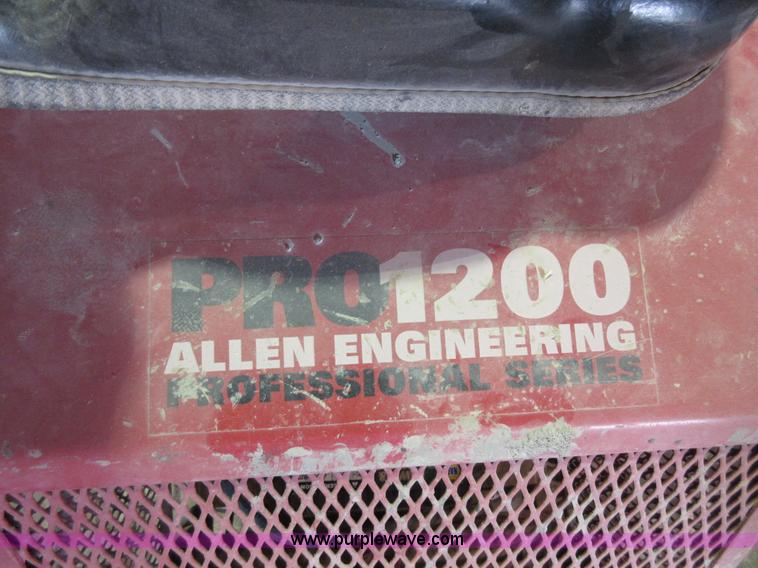 PRO1200
ALLEN ENGINEERING
PROFESSIONAL SERIES
www.purplewave.com